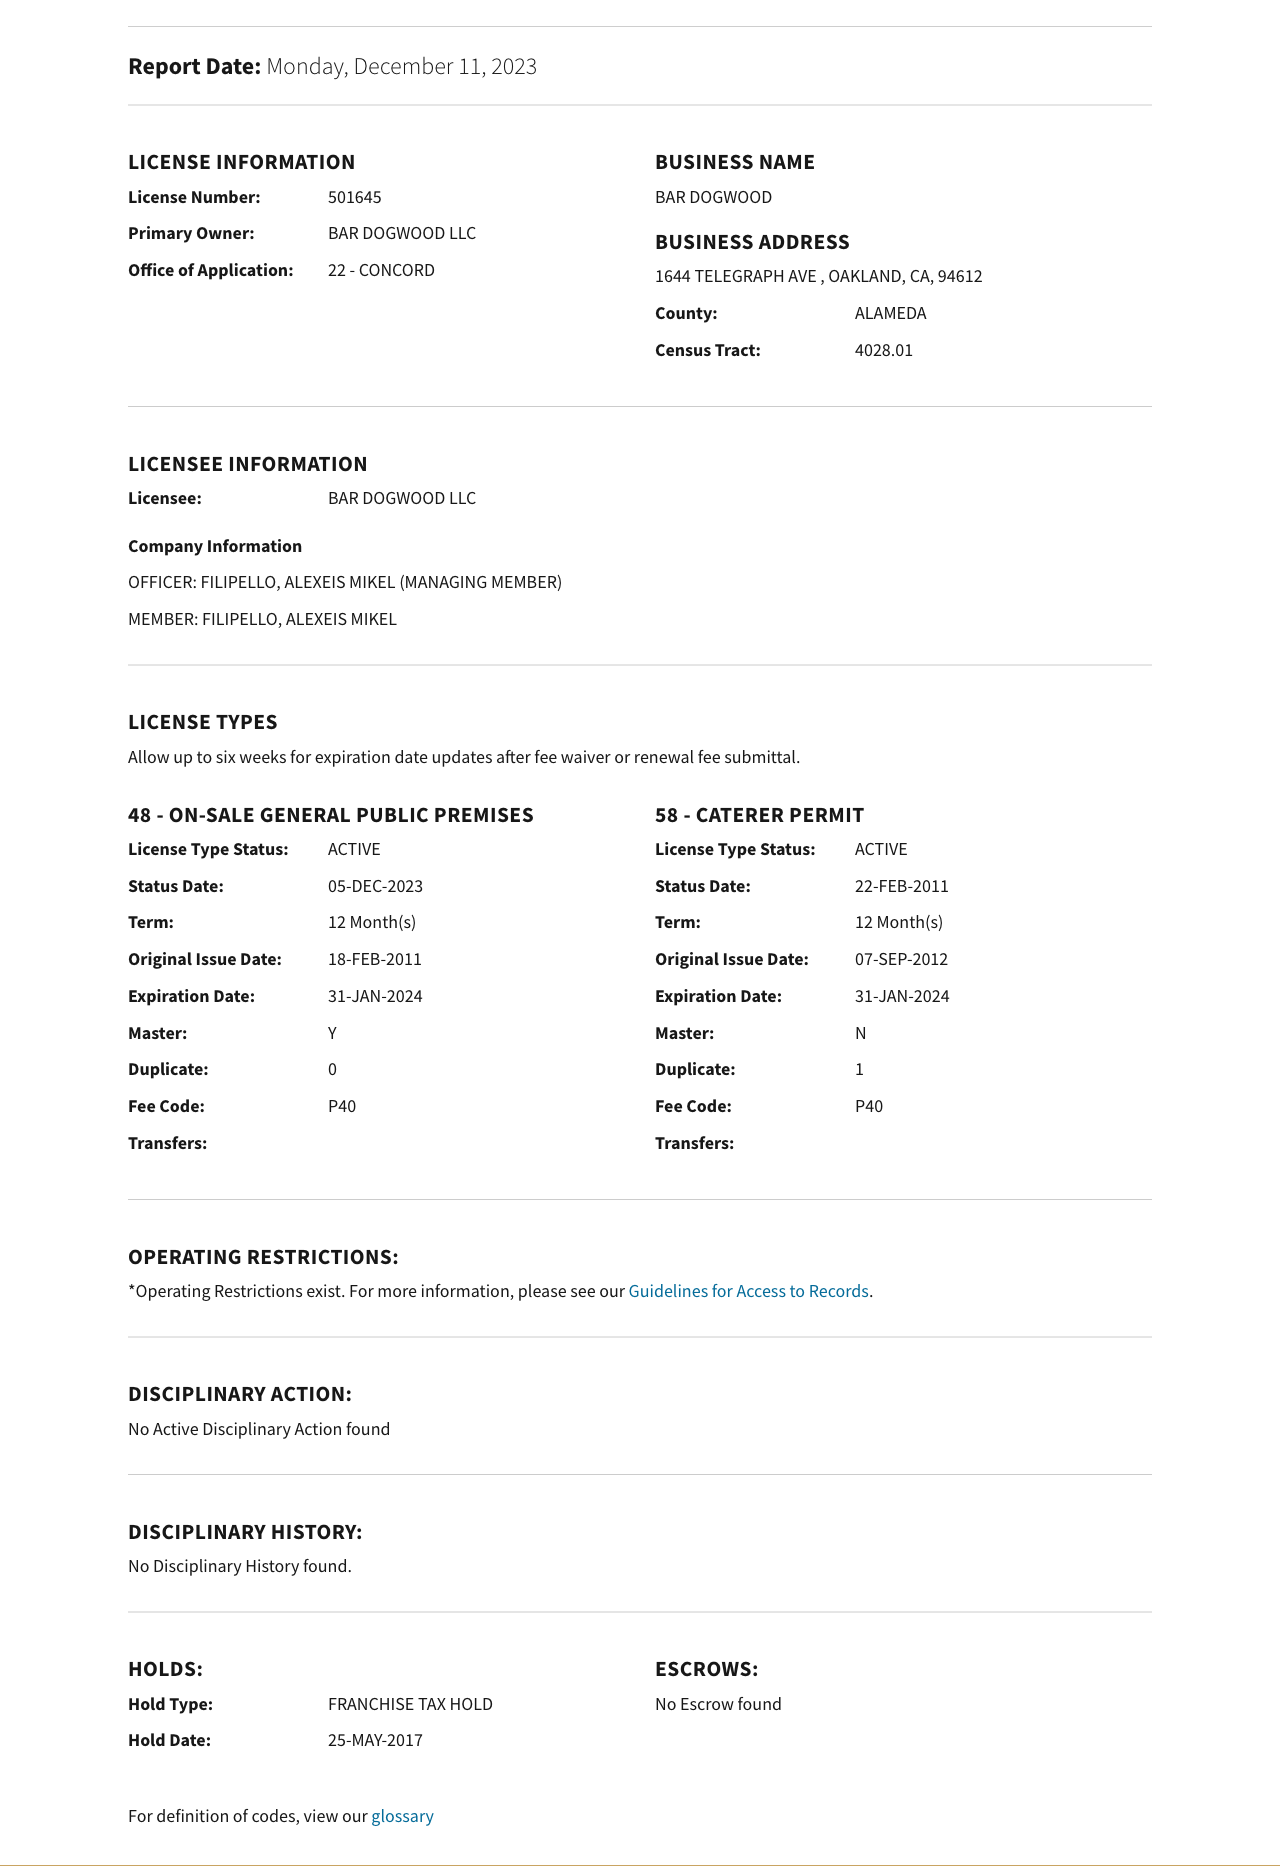 Report Date: Monday, December 11, 2023
LICENSE INFORMATION
License Number: 501645
Primary Owner: BAR DOGWOOD LLC
Office of Application: 22 - CONCORD
BUSINESS NAME
BAR DOGWOOD
BUSINESS ADDRESS
1644 TELEGRAPH AVE , OAKLAND, CA, 94612
County: ALAMEDA
Census Tract: 4028.01
LICENSEE INFORMATION
Licensee: BAR DOGWOOD LLC
Company Information
OFFICER: FILIPELLO, ALEXEIS MIKEL (MANAGING MEMBER)
MEMBER: FILIPELLO, ALEXEIS MIKEL
LICENSE TYPES
Allow up to six weeks for expiration date updates after fee waiver or renewal fee submittal.
48 - ON-SALE GENERAL PUBLIC PREMISES
License Type Status: ACTIVE
Status Date: 05-DEC-2023
Term: 12 Month(s)
Original Issue Date: 18-FEB-2011
Expiration Date: 31-JAN-2024
Master: Y
Duplicate: 0
Fee Code: P40
Transfers:
58 - CATERER PERMIT
License Type Status: ACTIVE
Status Date: 22-FEB-2011
Term: 12 Month(s)
Original Issue Date: 07-SEP-2012
Expiration Date: 31-JAN-2024
Master: N
Duplicate: 1
Fee Code: P40
Transfers:
OPERATING RESTRICTIONS:
*Operating Restrictions exist. For more information, please see our Guidelines for Access to Records.
DISCIPLINARY ACTION:
No Active Disciplinary Action found
DISCIPLINARY HISTORY:
No Disciplinary History found.
HOLDS:
Hold Type: FRANCHISE TAX HOLD
Hold Date: 25-MAY-2017
ESCROWS:
No Escrow found
For definition of codes, view our glossary